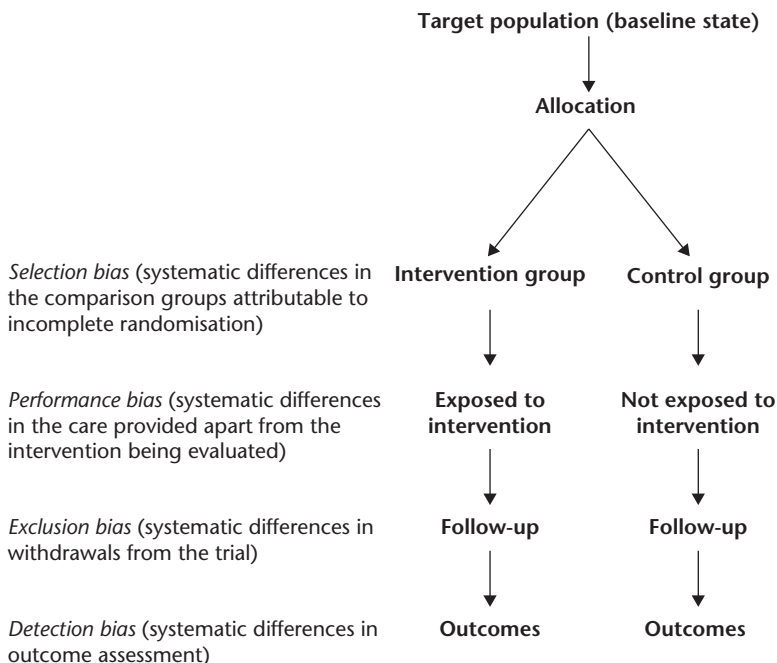 Target population (baseline state)
Allocation
Selection bias (systematic differences in
the comparison groups attributable to
incomplete randomisation)
Intervention group
Control group
Performance bias (systematic differences
in the care provided apart from the
intervention being evaluated)
Exposed to
intervention
Not exposed to
intervention
Exclusion bias (systematic differences in
withdrawals from the trial)
Follow-up
Follow-up
Detection bias (systematic differences in
outcome assessment)
Outcomes
Outcomes